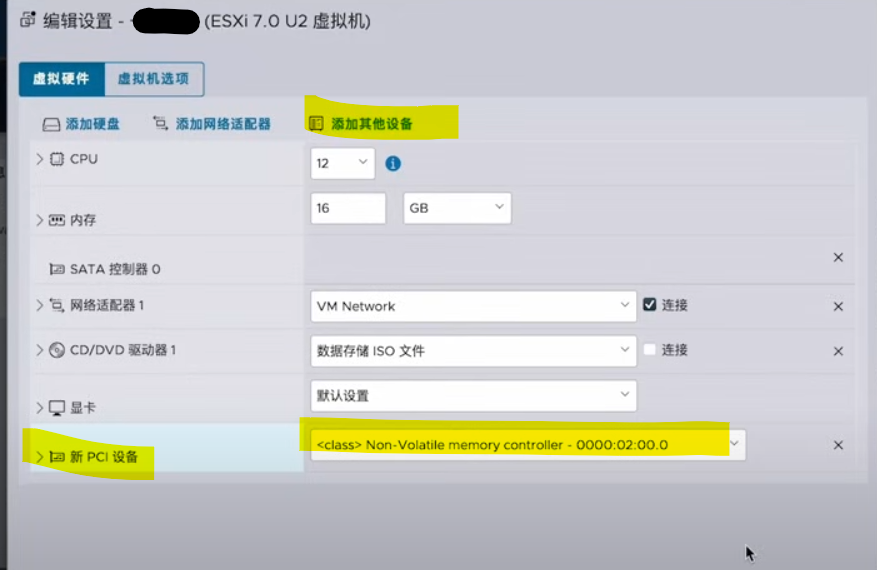 编辑设置 - (ESXi 7.0 U2 虚拟机)
虚拟硬件 虚拟机选项
添加硬盘 添加网络适配器 添加其他设备
CPU 12
内存 16 GB
SATA 控制器 0
网络适配器 1 VM Network 连接
CD/DVD 驱动器 1 数据存储 ISO 文件 连接
显卡 默认设置
新 PCI 设备 <class> Non-Volatile memory controller - 0000:02:00.0